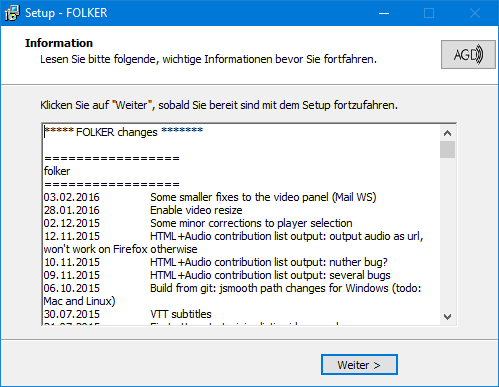 Setup - FOLKER
Information
Lesen Sie bitte folgende, wichtige Informationen bevor Sie fortfahren.
AGD
Klicken Sie auf "Weiter", sobald Sie bereit sind mit dem Setup fortzufahren.
***** FOLKER changes *******
=================
folker
=================
03.02.2016 Some smaller fixes to the video panel (Mail WS)
28.01.2016 Enable video resize
02.12.2015 Some minor corrections to player selection
12.11.2015 HTML+Audio contribution list output: output audio as url,
won't work on Firefox otherwise
10.11.2015 HTML+Audio contribution list output: nuther bug?
09.11.2015 HTML+Audio contribution list output: several bugs
06.10.2015 Build from git: jsmooth path changes for Windows (todo:
Mac and Linux)
30.07.2015 VTT subtitles
Weiter >